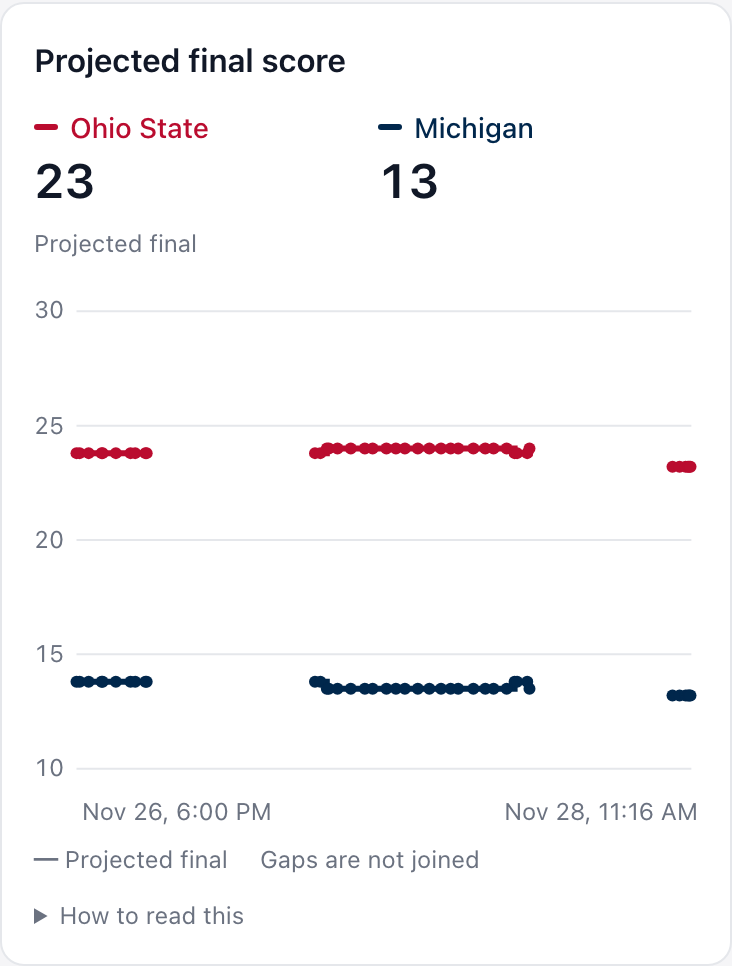 Projected final score
Ohio State Michigan
23 13
Projected final
30
25
20
15
10
Nov 26, 6:00 PM Nov 28, 11:16 AM
Projected final Gaps are not joined
How to read this